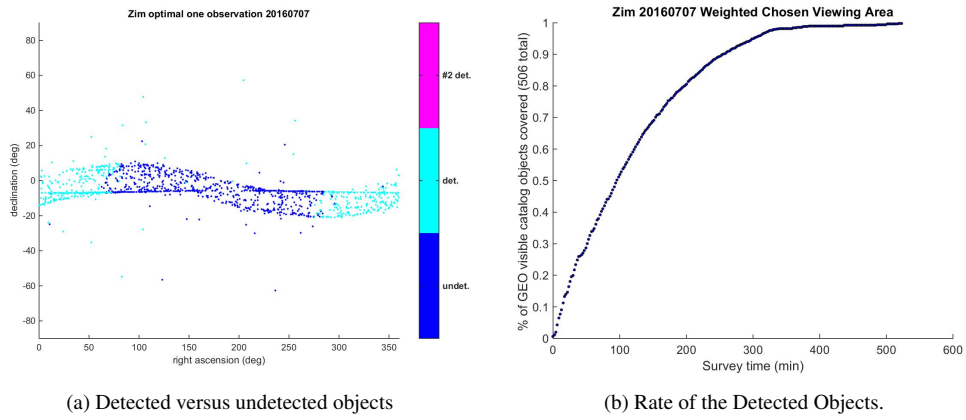 Zim optimal one observation 20160707
80
60
40
20
0
-20
-40
-60
-80
declination (deg)
0 50 100 150 200 250 300 350
right ascension (deg)
#2 det.
det.
undet.
(a) Detected versus undetected objects
Zim 20160707 Weighted Chosen Viewing Area
1
0.9
0.8
0.7
0.6
0.5
0.4
0.3
0.2
0.1
0
% of GEO visible catalog objects covered (506 total)
0 100 200 300 400 500 600
Survey time (min)
(b) Rate of the Detected Objects.